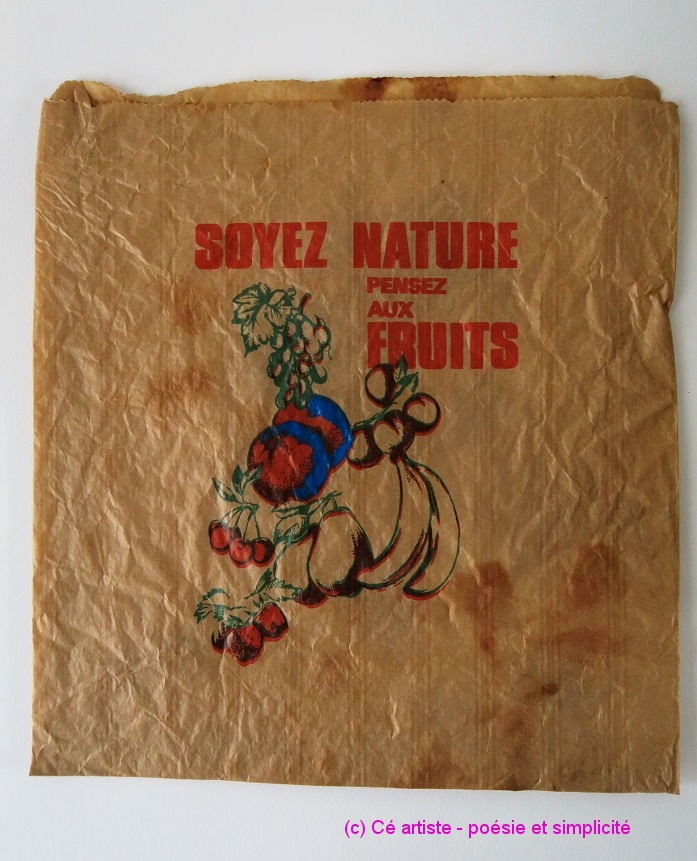 SOYEZ NATURE
PENSEZ
AUX
FRUITS
(c) Cé artiste - poésie et simplicité